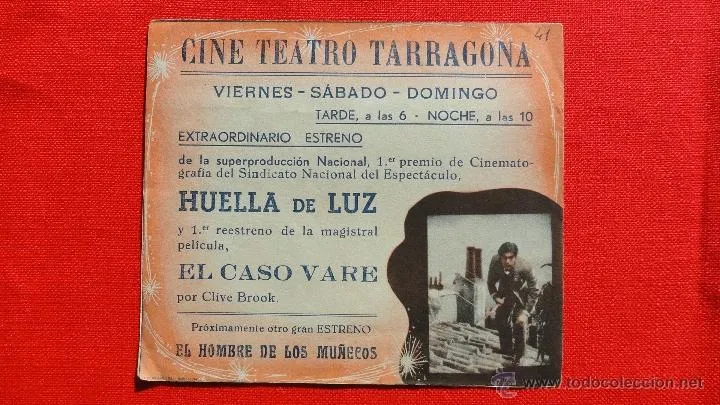 41
CINE TEATRO TARRAGONA
VIERNES - SÁBADO - DOMINGO
TARDE, a las 6 - NOCHE, a las 10
EXTRAORDINARIO ESTRENO
de la superproducción Nacional, 1.er premio de Cinemato-
grafía del Sindicato Nacional del Espectáculo,
HUELLA DE LUZ
y 1.er reestreno de la magistral
película,
EL CASO VARE
por Clive Brook.
Próximamente otro gran ESTRENO
EL HOMBRE DE LOS MUÑECOS
© todocoleccion.net